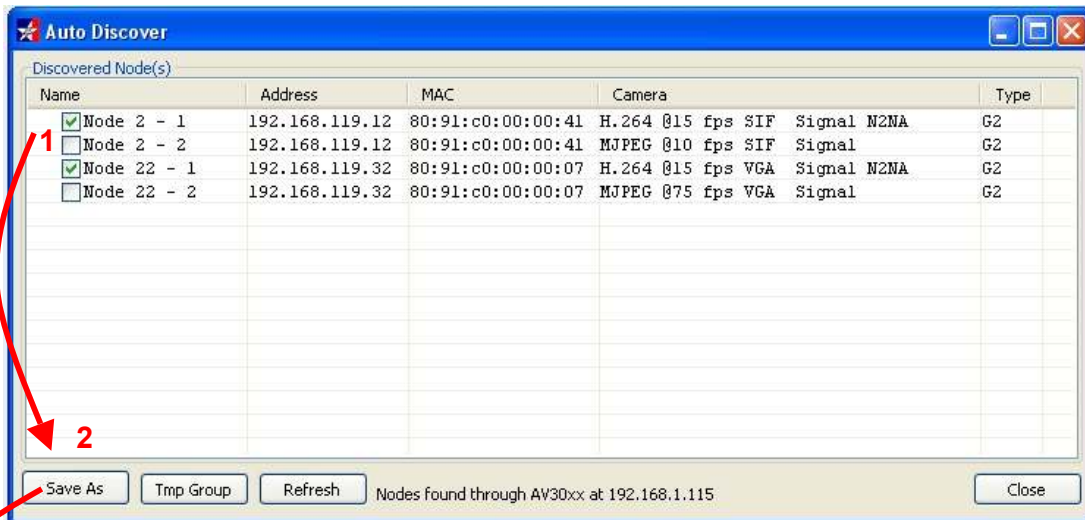 Auto Discover
Discovered Node(s)
Name Address MAC Camera Type
1
Node 2 - 1 192.168.119.12 80:91:c0:00:00:41 H.264 @15 fps SIF Signal N2NA G2
Node 2 - 2 192.168.119.12 80:91:c0:00:00:41 MJPEG @10 fps SIF Signal G2
Node 22 - 1 192.168.119.32 80:91:c0:00:00:07 H.264 @15 fps VGA Signal N2NA G2
Node 22 - 2 192.168.119.32 80:91:c0:00:00:07 MJPEG @75 fps VGA Signal G2
2
Save As Tmp Group Refresh Nodes found through AV30xx at 192.168.1.115 Close